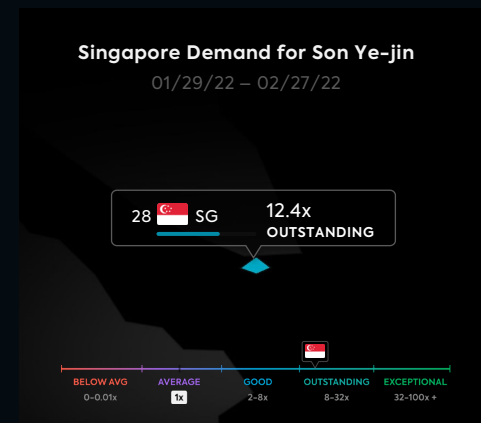 Singapore Demand for Son Ye-jin
01/29/22 – 02/27/22
28 SG 12.4x
OUTSTANDING
BELOW AVG AVERAGE GOOD OUTSTANDING EXCEPTIONAL
0-0.01x 1x 2-8x 8-32x 32-100x +